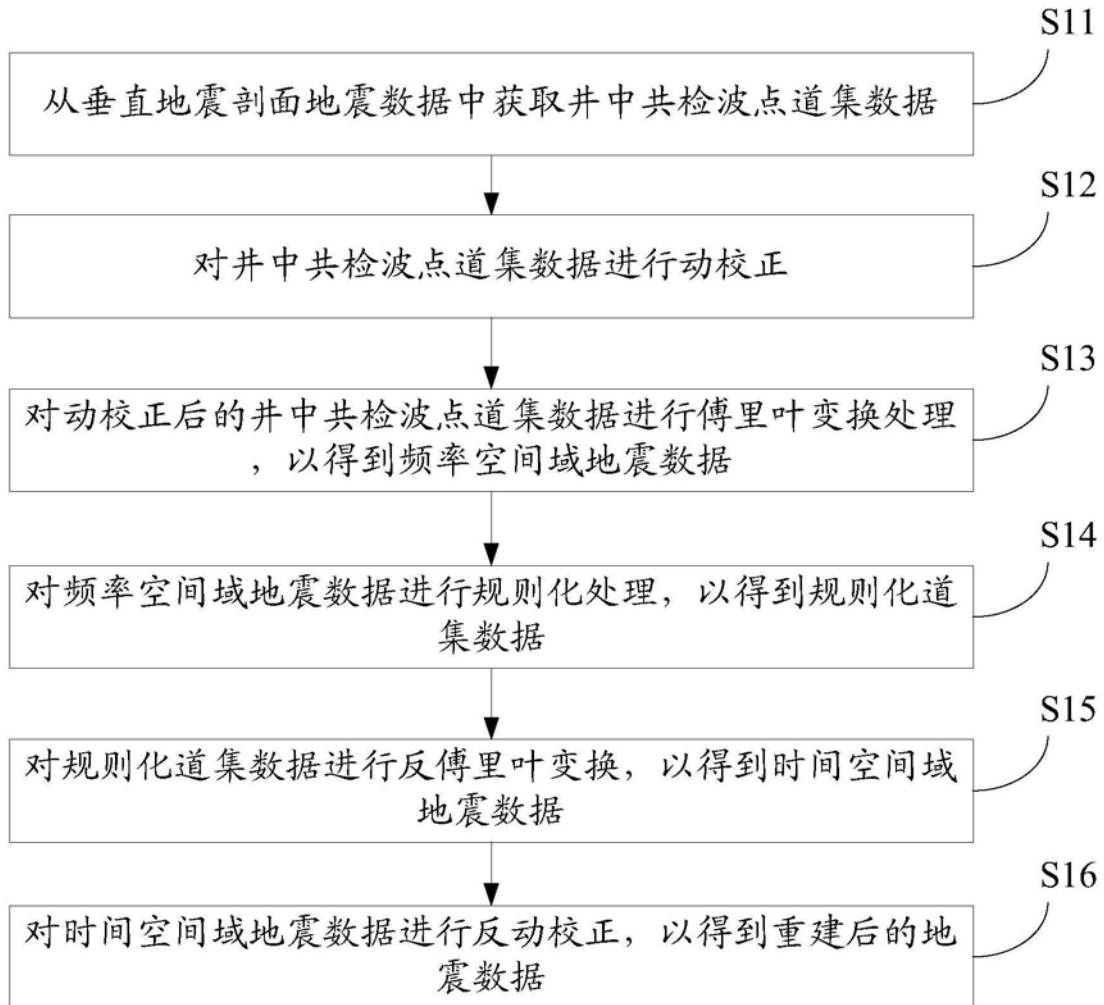 S11
从垂直地震剖面地震数据中获取井中共检波点道集数据
S12
对井中共检波点道集数据进行动校正
S13
对动校正后的井中共检波点道集数据进行傅里叶变换处理
，以得到频率空间域地震数据
S14
对频率空间域地震数据进行规则化处理，以得到规则化道
集数据
S15
对规则化道集数据进行反傅里叶变换，以得到时间空间域
地震数据
S16
对时间空间域地震数据进行反动校正，以得到重建后的地
震数据